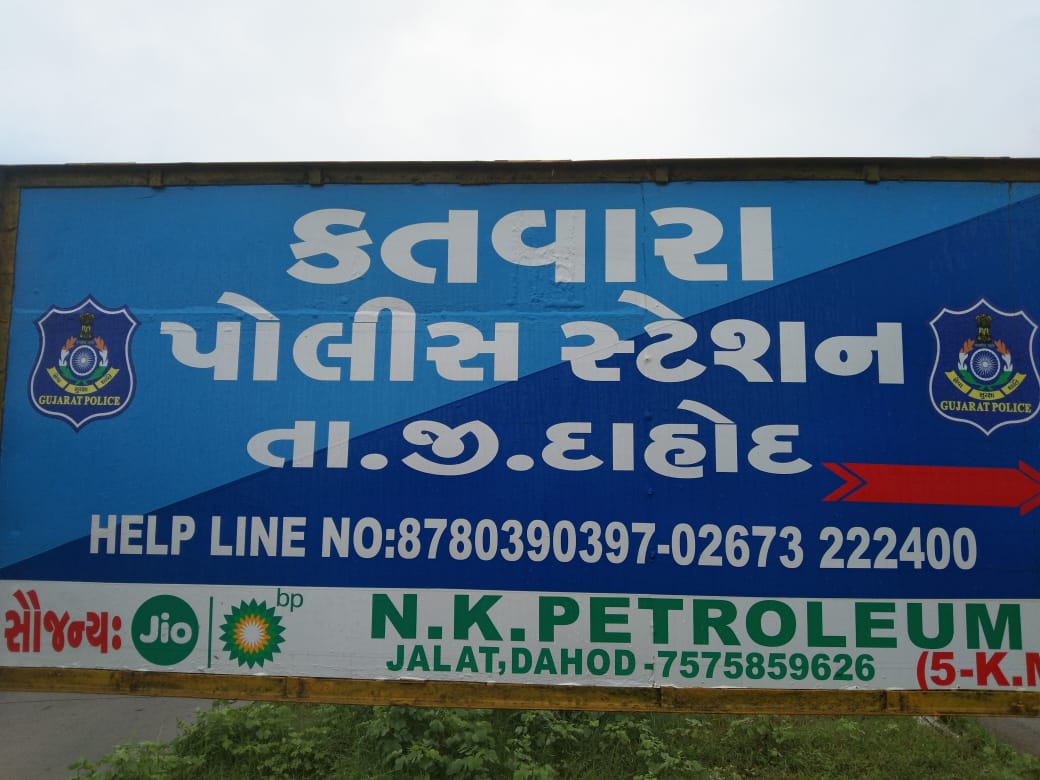 કતવારા
પોલીસ સ્ટેશન
GUJARAT POLICE
GUJARAT POLICE
તા.જી.દાહોદ
HELP LINE NO:8780390397-02673 222400
સૌજન્ય: Jio bp N.K.PETROLEUM
JALAT,DAHOD-7575859626 (5-K.M